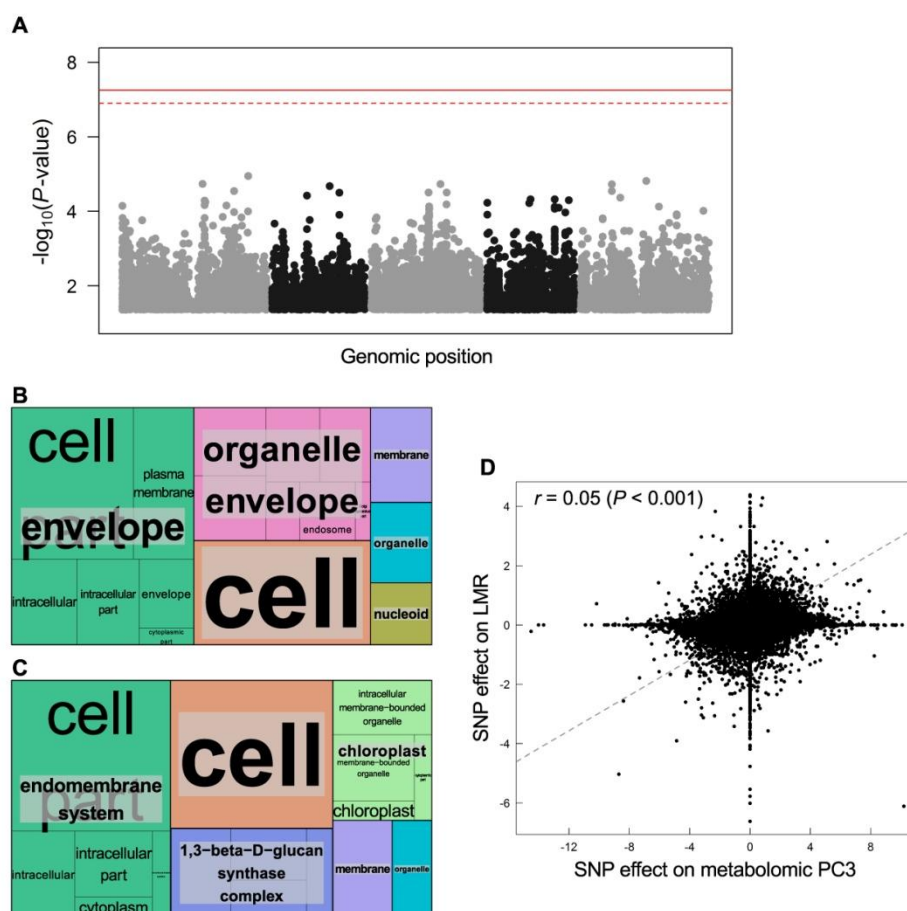 A
8
6
4
2
-log10(P-value)
Genomic position
B
cell
part
envelope
plasma
membrane
intracellular
intracellular
part
envelope
cytoplasmic
part
organelle
envelope
endosome
cell
membrane
organelle
nucleoid
C
cell
part
endomembrane
system
intracellular
intracellular
part
cytoplasm
cell
1,3-beta-D-glucan
synthase
complex
intracellular
membrane-bounded
organelle
chloroplast
membrane-bounded
organelle
chloroplast
membrane
organelle
D
r = 0.05 (P < 0.001)
4
2
0
-2
-4
-6
SNP effect on LMR
-12 -8 -4 0 4 8
SNP effect on metabolomic PC3